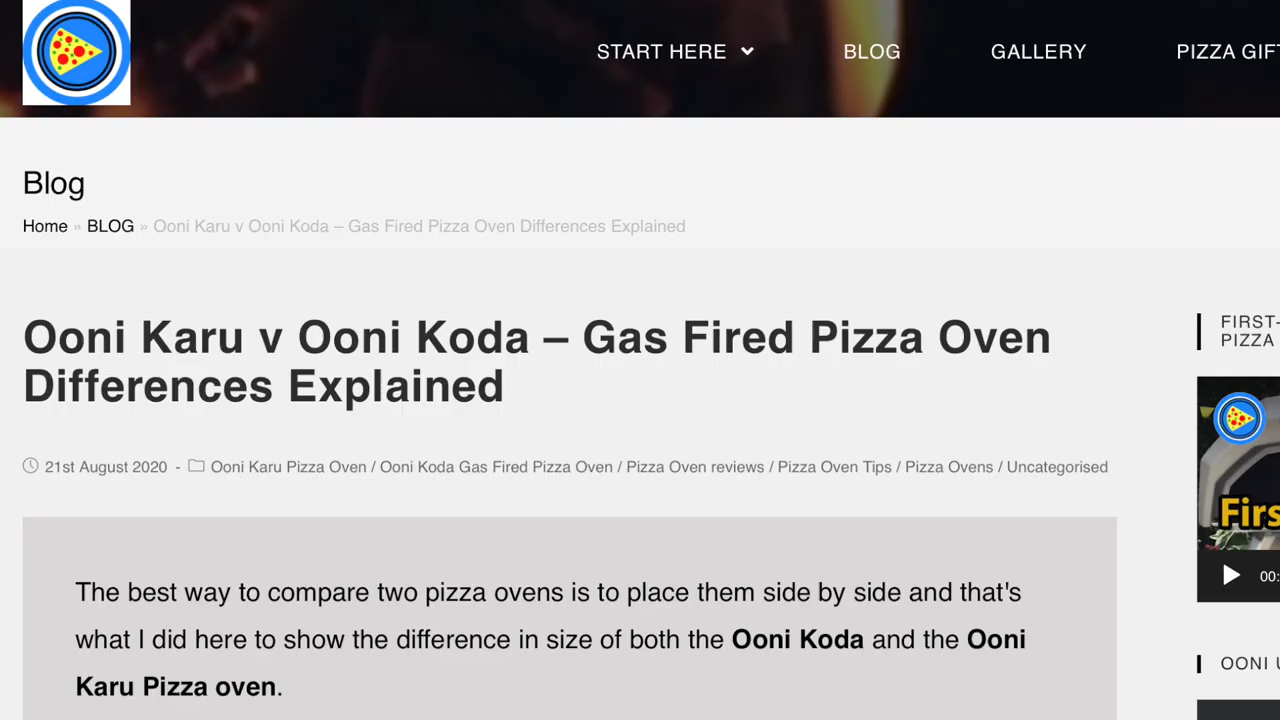 START HERE
BLOG
GALLERY
PIZZA GIFT
Blog
Home » BLOG » Ooni Karu v Ooni Koda – Gas Fired Pizza Oven Differences Explained
Ooni Karu v Ooni Koda – Gas Fired Pizza Oven
Differences Explained
21st August 2020 - Ooni Karu Pizza Oven / Ooni Koda Gas Fired Pizza Oven / Pizza Oven reviews / Pizza Oven Tips / Pizza Ovens / Uncategorised
The best way to compare two pizza ovens is to place them side by side and that's
what I did here to show the difference in size of both the Ooni Koda and the Ooni
Karu Pizza oven.
FIRST-
PIZZA
Firs
00:
OONI U